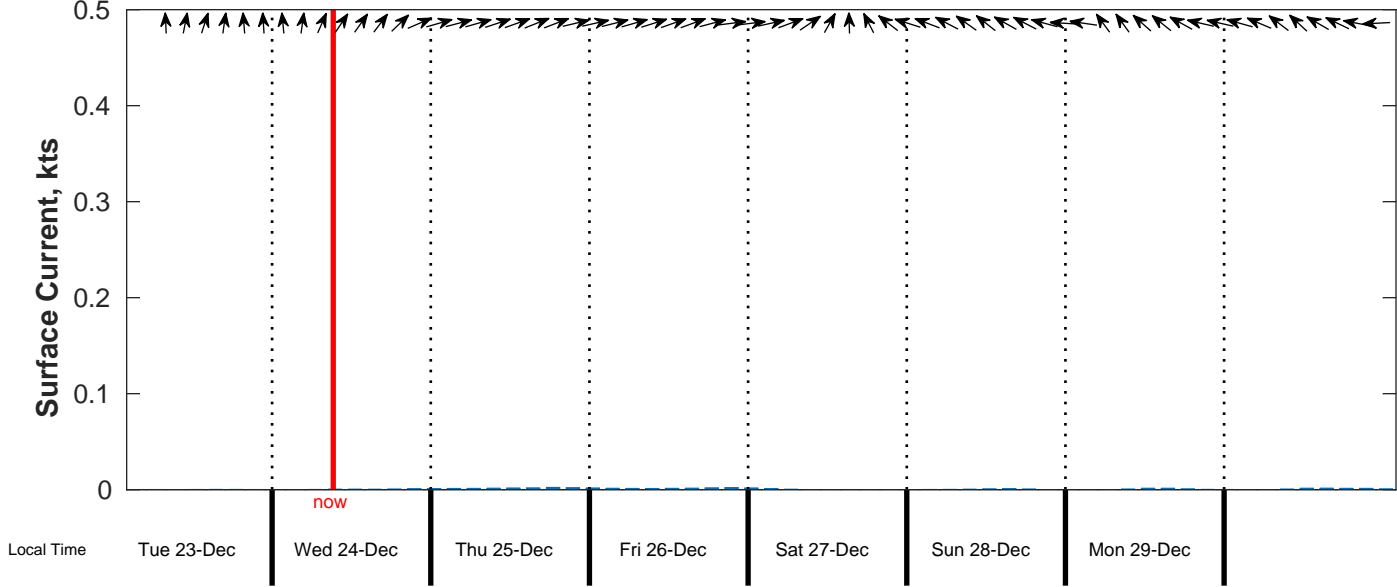 Surface Current, kts
0.5
0.4
0.3
0.2
0.1
0
now
Local Time Tue 23-Dec Wed 24-Dec Thu 25-Dec Fri 26-Dec Sat 27-Dec Sun 28-Dec Mon 29-Dec